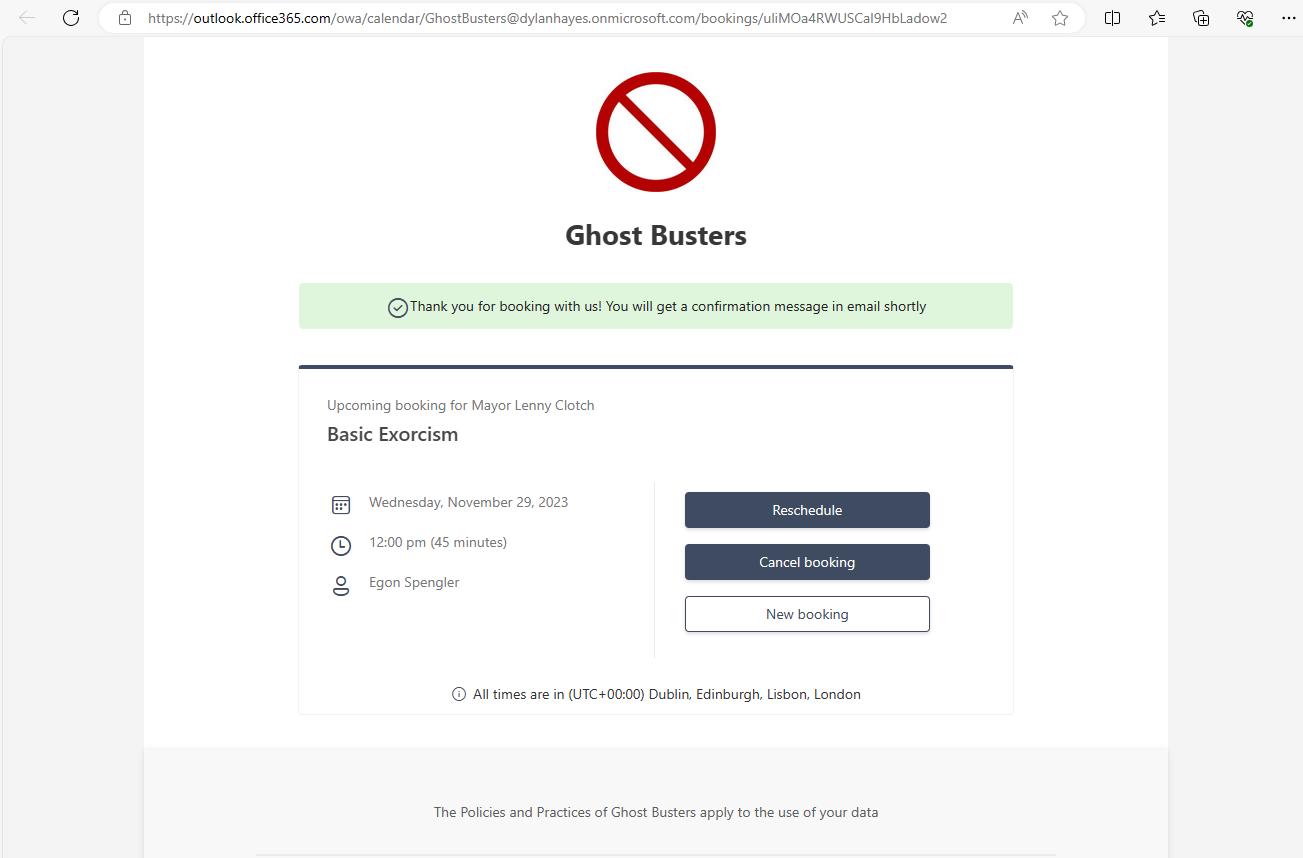 https://outlook.office365.com/owa/calendar/GhostBusters@dylanhayes.onmicrosoft.com/bookings/uliMOa4RWUSCaI9HbLadow2
Ghost Busters
Thank you for booking with us! You will get a confirmation message in email shortly
Upcoming booking for Mayor Lenny Clotch
Basic Exorcism
Wednesday, November 29, 2023
12:00 pm (45 minutes)
Egon Spengler
Reschedule
Cancel booking
New booking
All times are in (UTC+00:00) Dublin, Edinburgh, Lisbon, London
The Policies and Practices of Ghost Busters apply to the use of your data